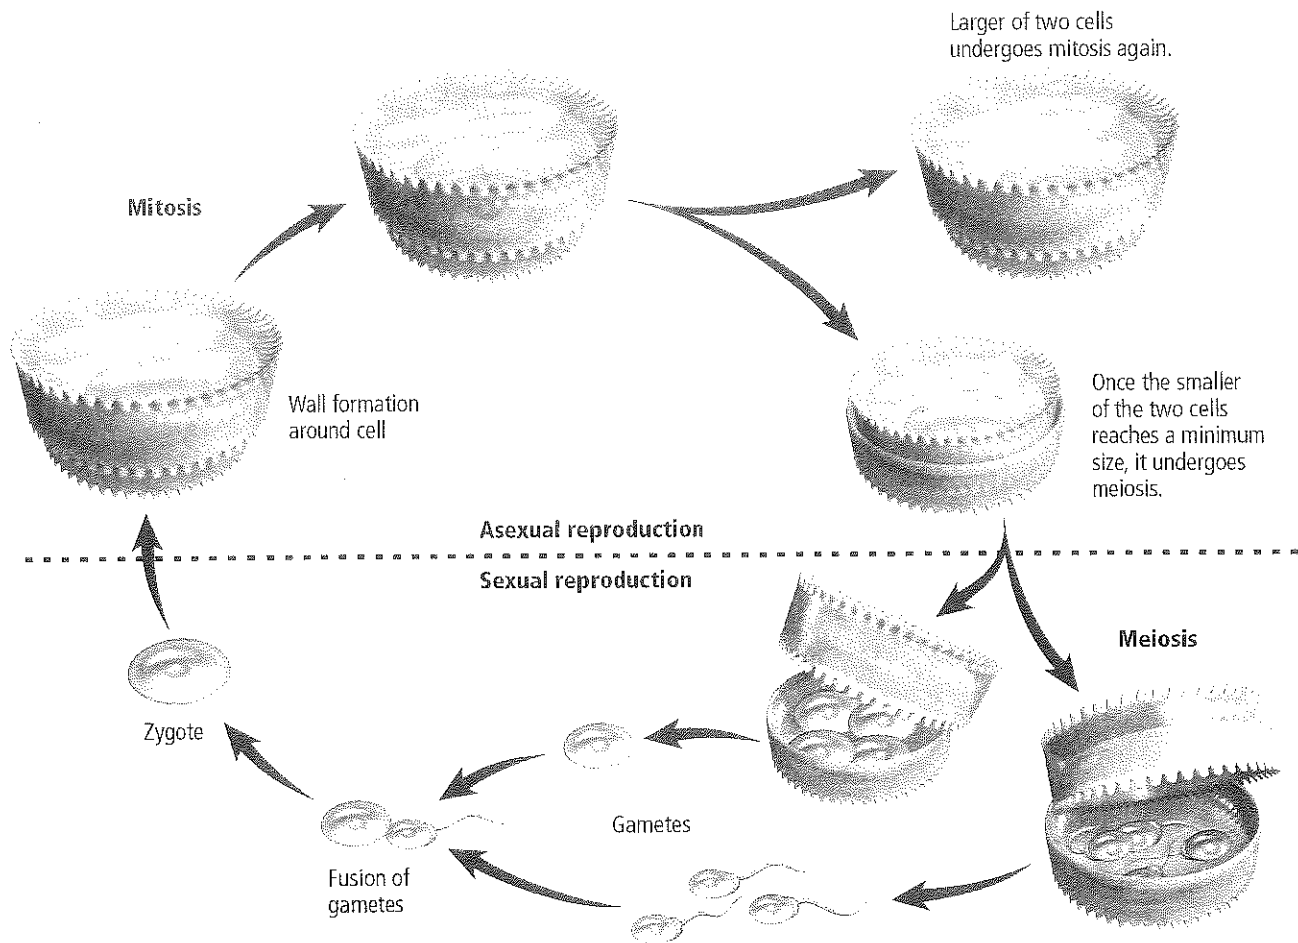 Larger of two cells
undergoes mitosis again.
Mitosis
Wall formation
around cell
Once the smaller
of the two cells
reaches a minimum
size, it undergoes
meiosis.
Asexual reproduction
Sexual reproduction
Meiosis
Zygote
Gametes
Fusion of
gametes